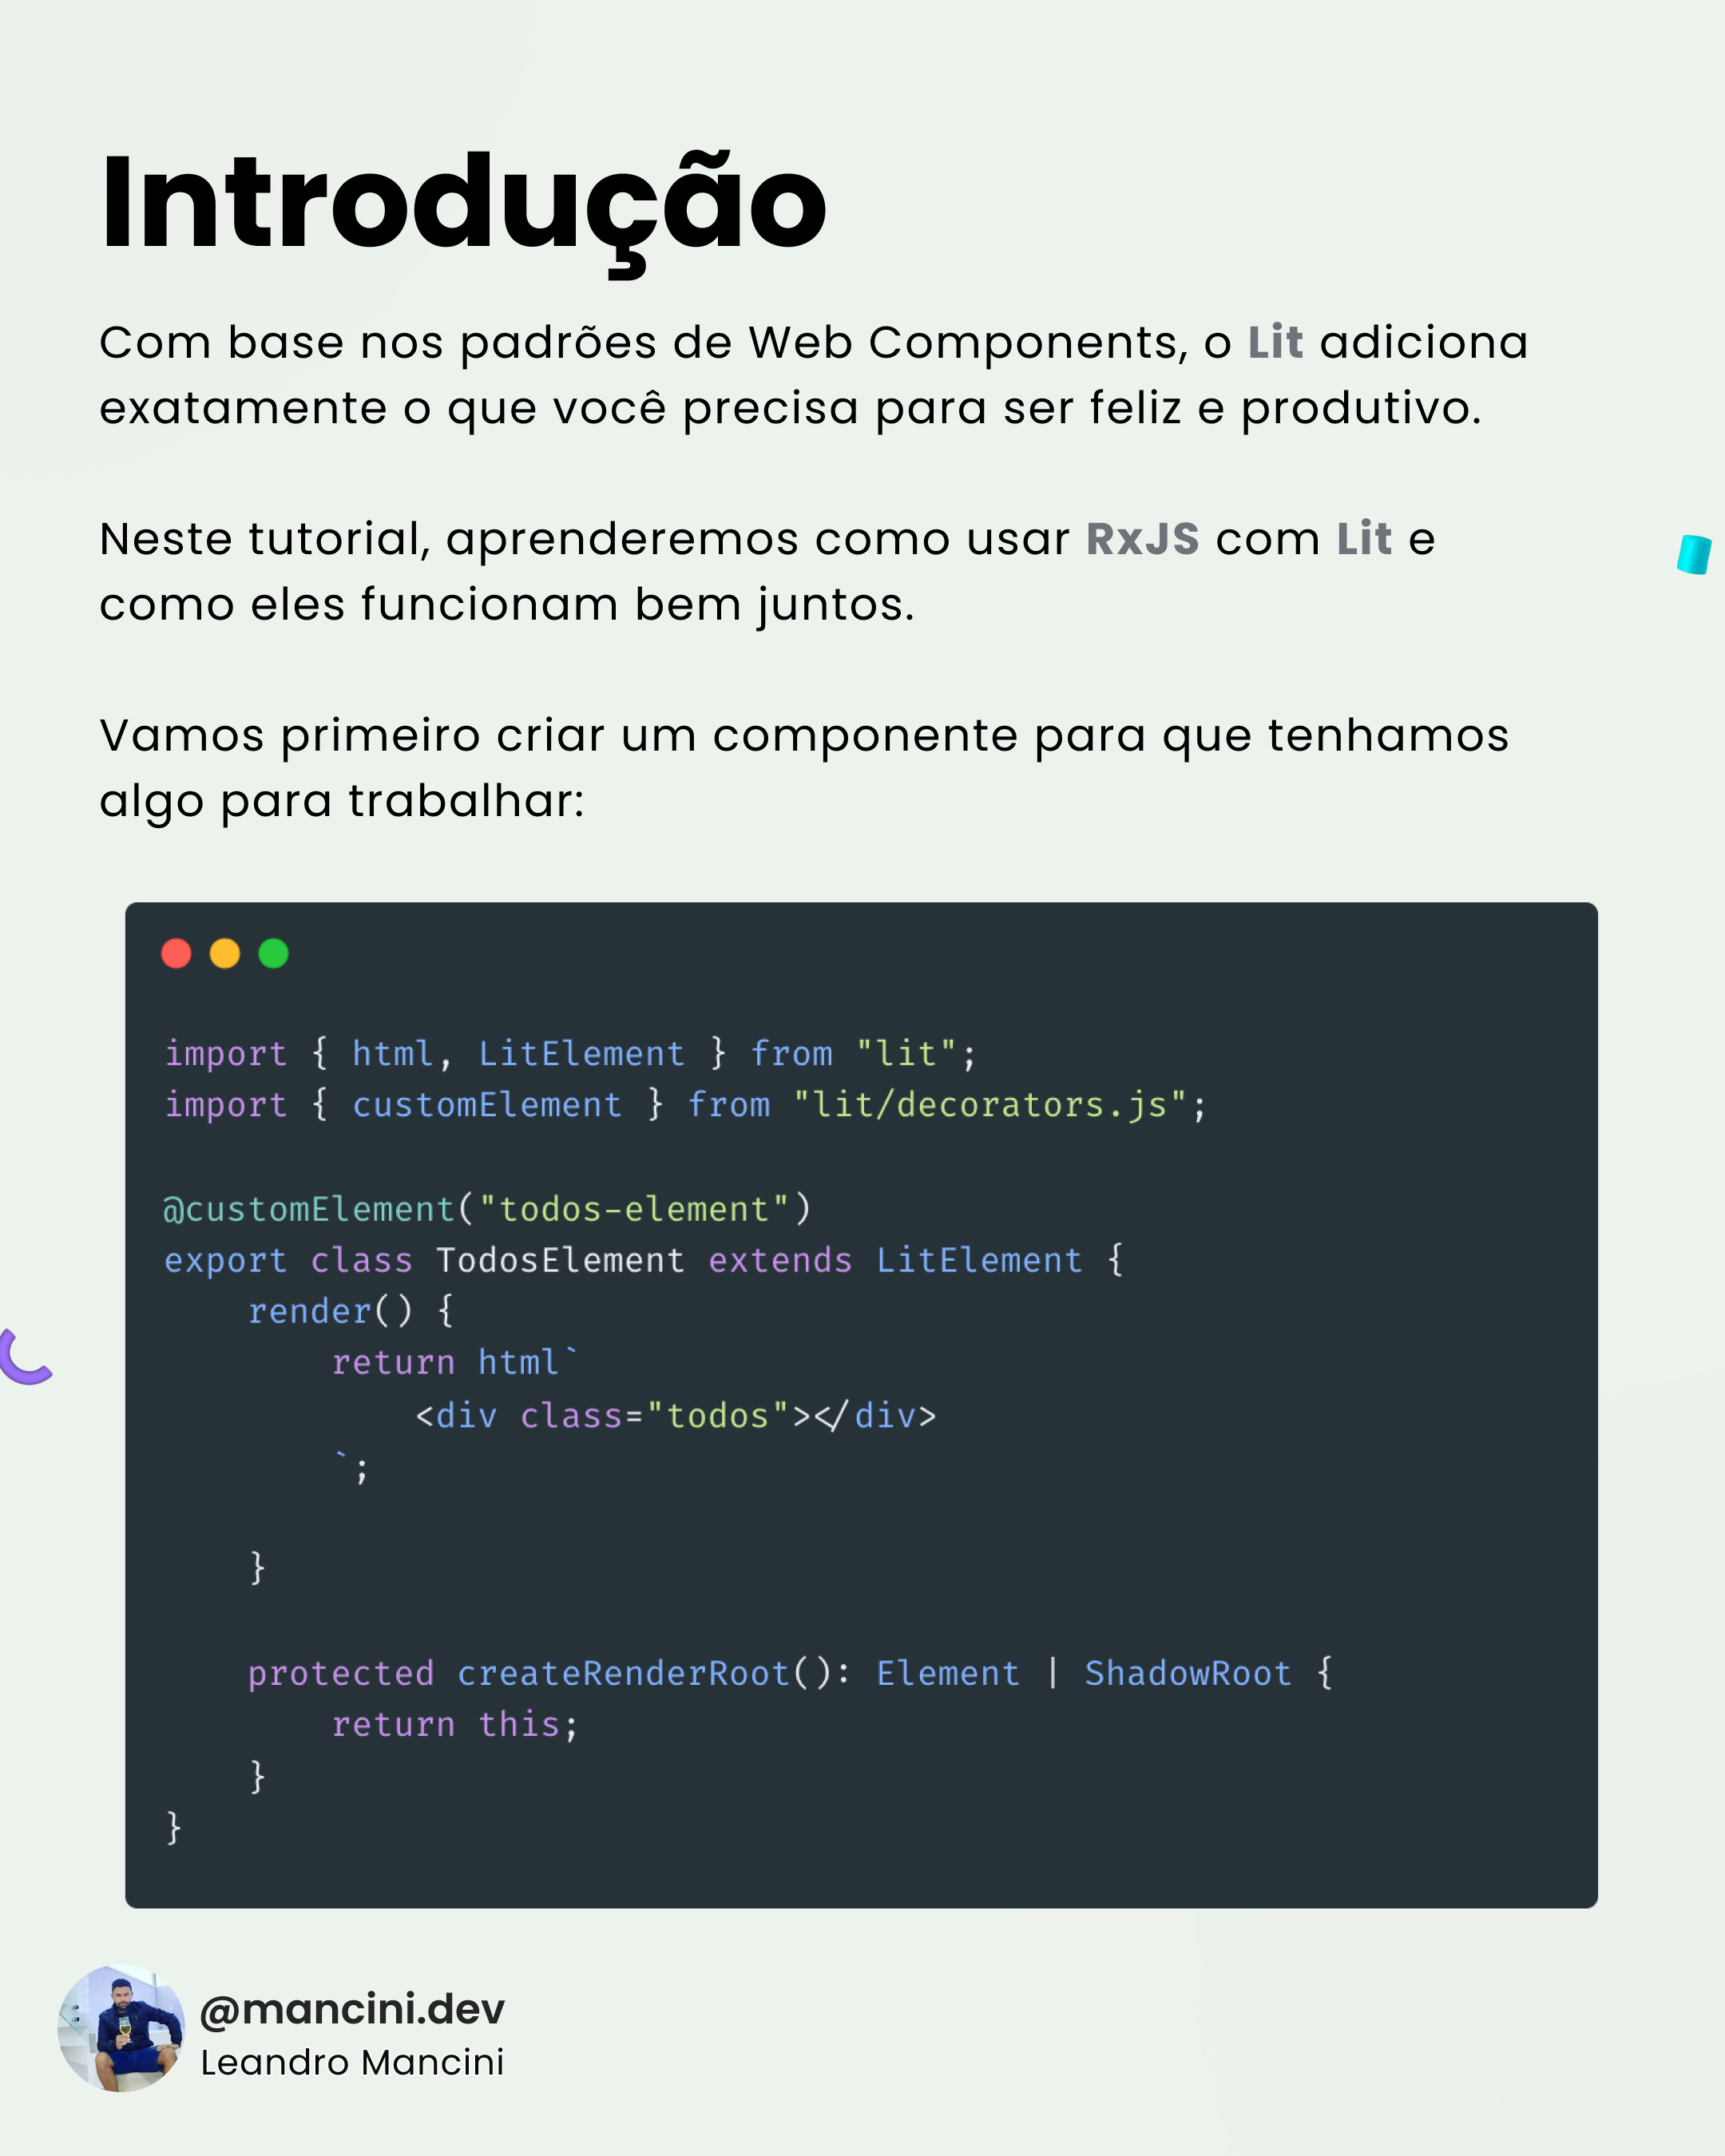 Introdução
Com base nos padrões de Web Components, o Lit adiciona
exatamente o que você precisa para ser feliz e produtivo.
Neste tutorial, aprenderemos como usar RxJS com Lit e
como eles funcionam bem juntos.
Vamos primeiro criar um componente para que tenhamos
algo para trabalhar:
import { html, LitElement } from "lit";
import { customElement } from "lit/decorators.js";
@customElement("todos-element")
export class TodosElement extends LitElement {
    render() {
        return html`
            <div class="todos"></div>
        `;
    }
    protected createRenderRoot(): Element | ShadowRoot {
        return this;
    }
}
@mancini.dev
Leandro Mancini